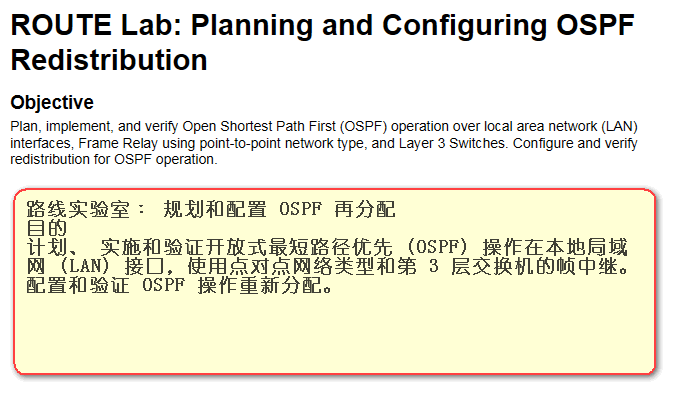 ROUTE Lab: Planning and Configuring OSPF
Redistribution
Objective
Plan, implement, and verify Open Shortest Path First (OSPF) operation over local area network (LAN)
interfaces, Frame Relay using point-to-point network type, and Layer 3 Switches. Configure and verify
redistribution for OSPF operation.
路线实验室： 规划和配置 OSPF 再分配
目的
计划、 实施和验证开放式最短路径优先 (OSPF) 操作在本地局域
网 (LAN) 接口，使用点对点网络类型和第 3 层交换机的帧中继。
配置和验证 OSPF 操作重新分配。